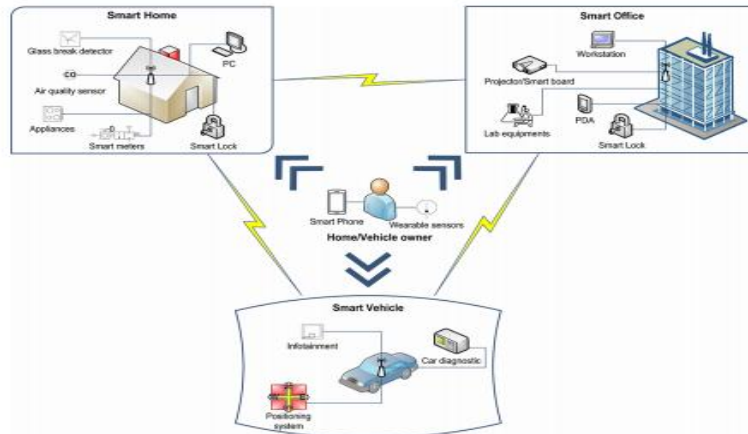 Smart Home
Glass break detector
PC
CO
Air quality sensor
Appliances
Smart meters
Smart Lock
Smart Office
Workstation
Projector/Smart board
PDA
Lab equipments
Smart Lock
Smart Phone
Wearable sensors
Home/Vehicle owner
Smart Vehicle
Infotainment
Car diagnostic
Positioning
system